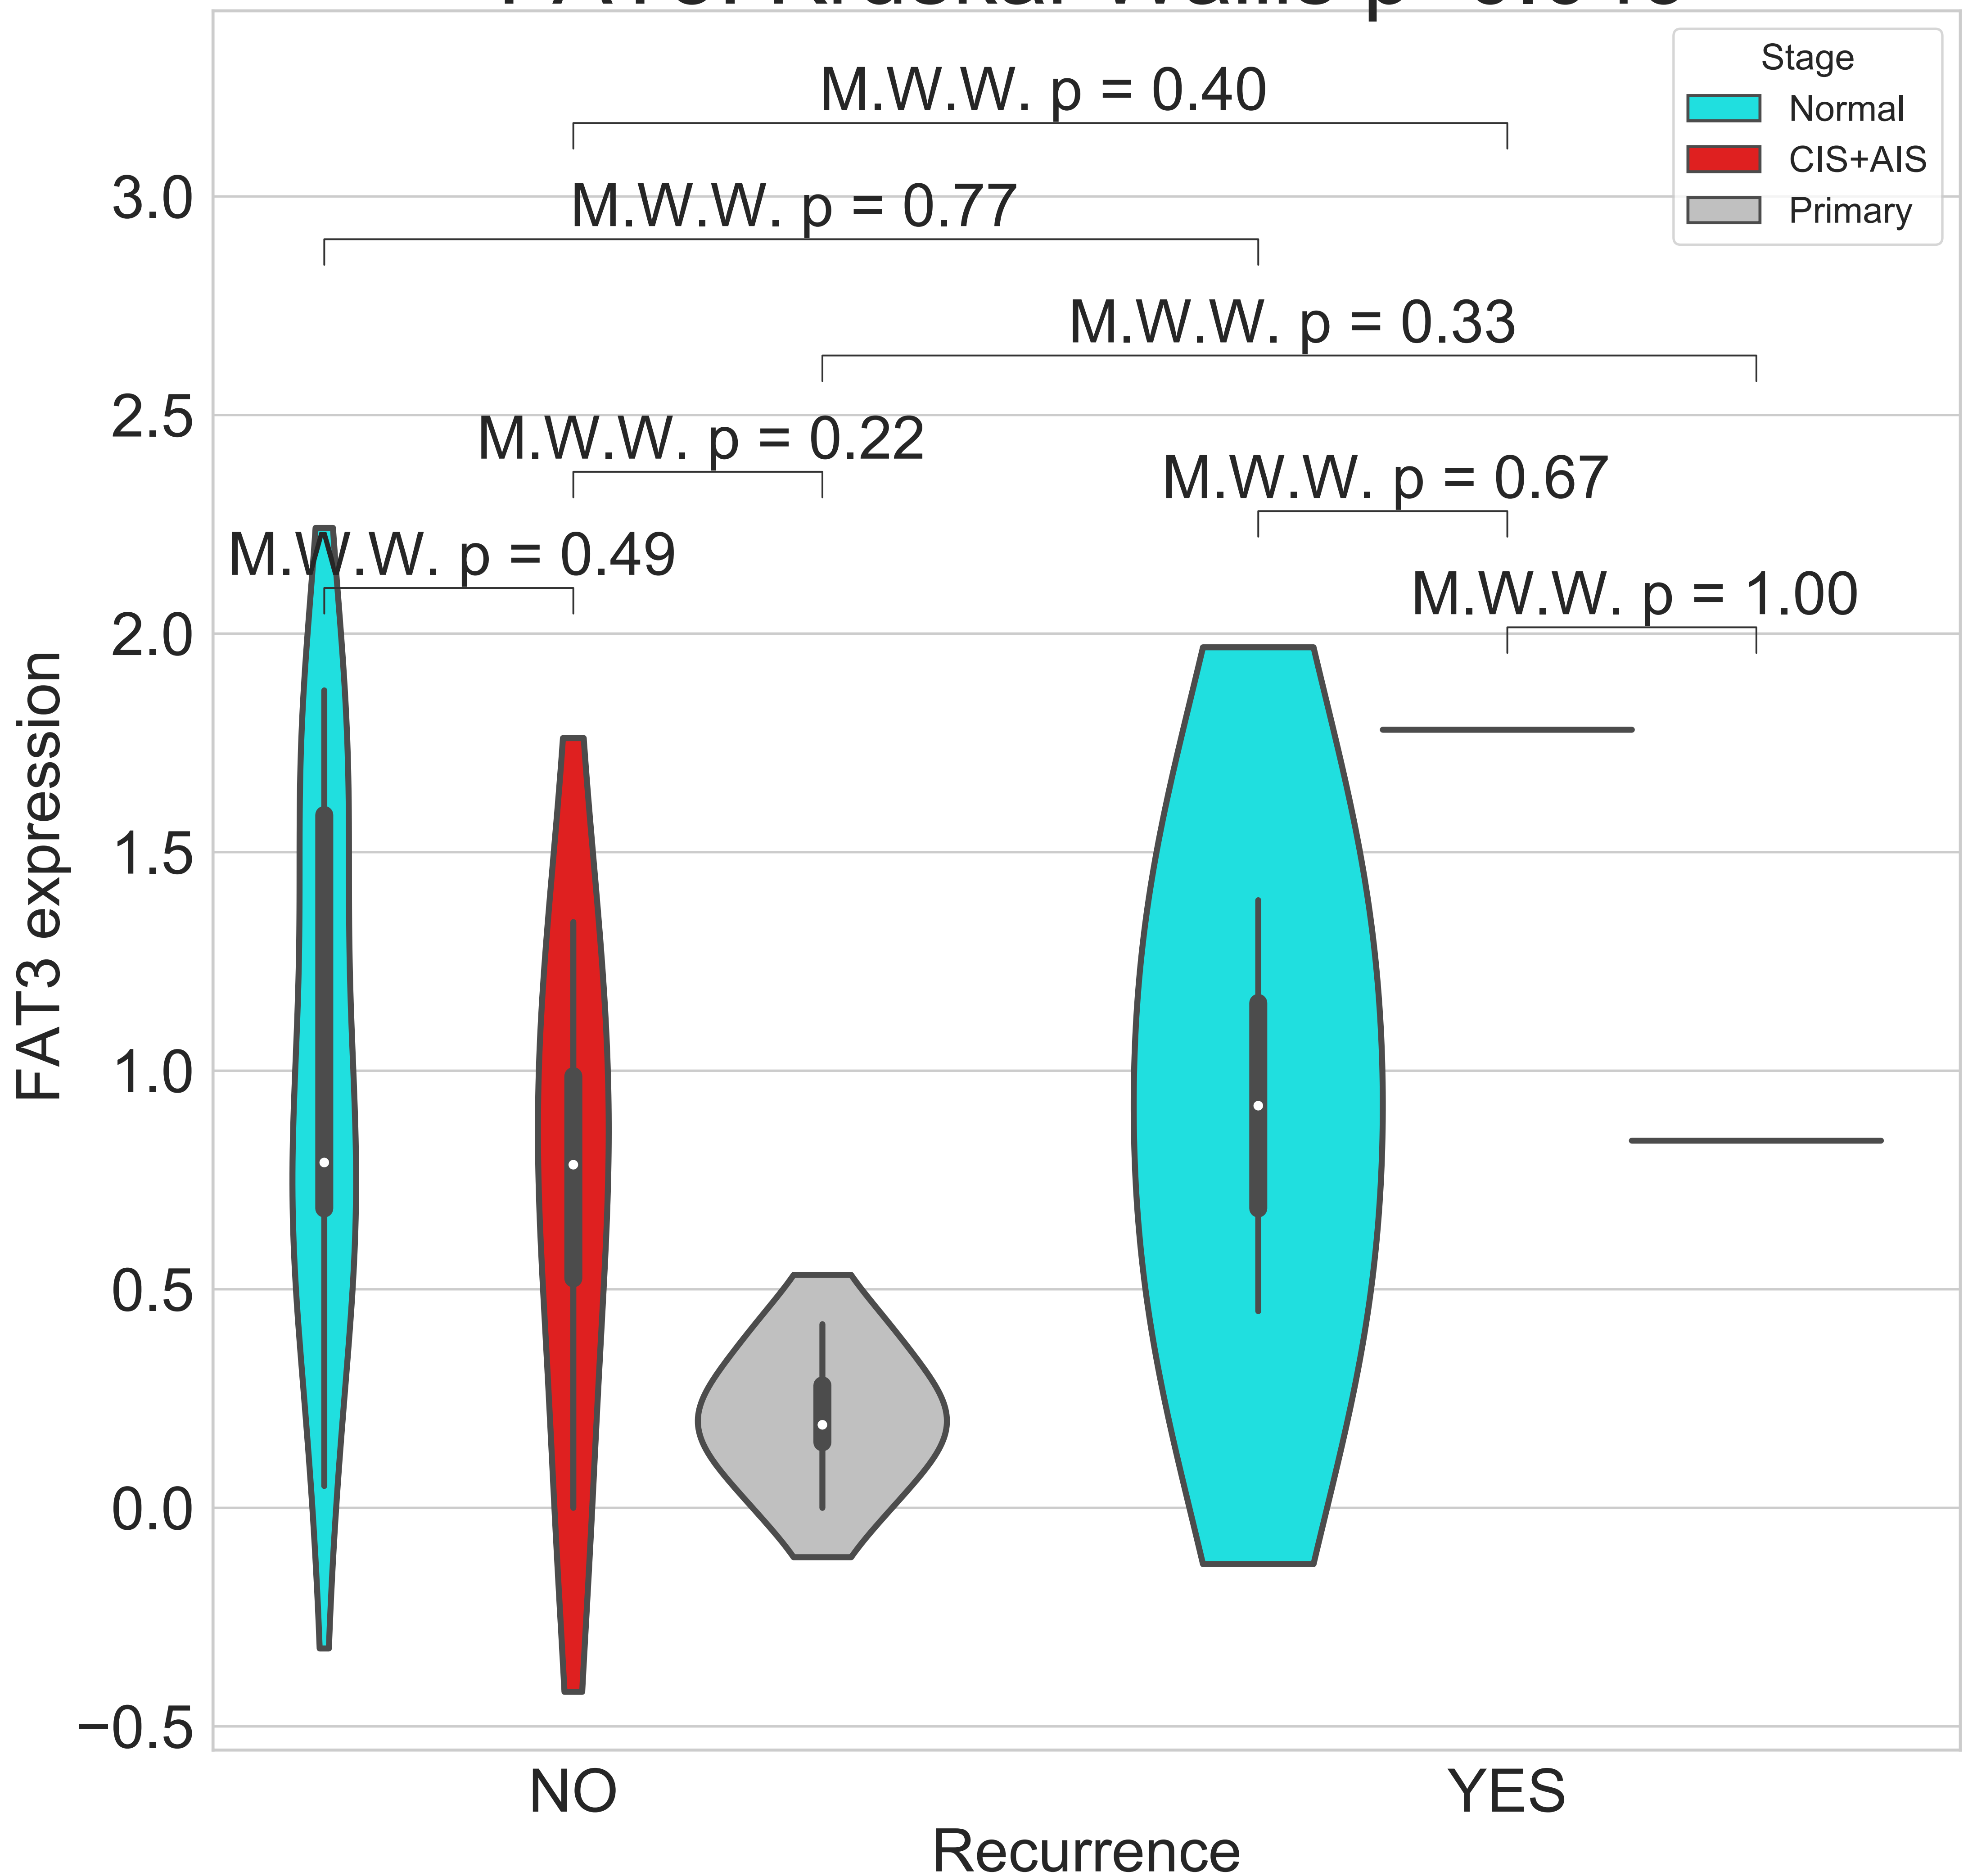 Stage
Normal
CIS+AIS
Primary
M.W.W. p = 0.40
M.W.W. p = 0.77
M.W.W. p = 0.33
M.W.W. p = 0.22
M.W.W. p = 0.67
M.W.W. p = 0.49
M.W.W. p = 1.00
3.0
2.5
2.0
1.5
1.0
0.5
0.0
−0.5
FAT3 expression
NO
YES
Recurrence